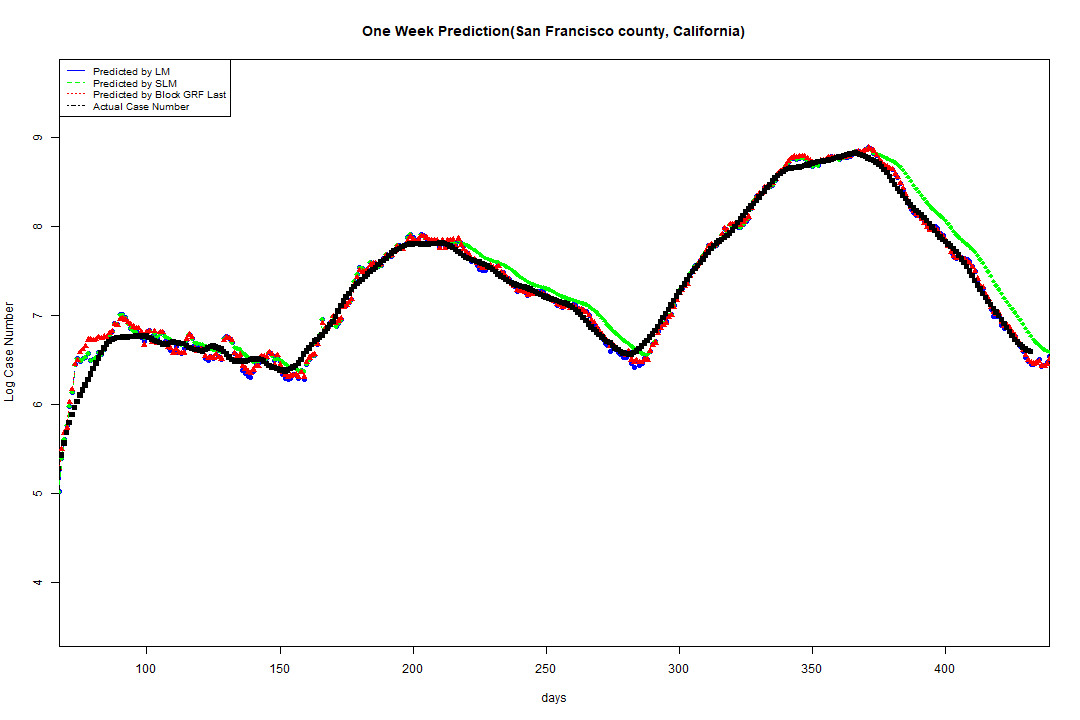 One Week Prediction(San Francisco county, California)
Predicted by LM
Predicted by SLM
Predicted by Block GRF Last
Actual Case Number
Log Case Number
9
8
7
6
5
4
100 150 200 250 300 350 400
days